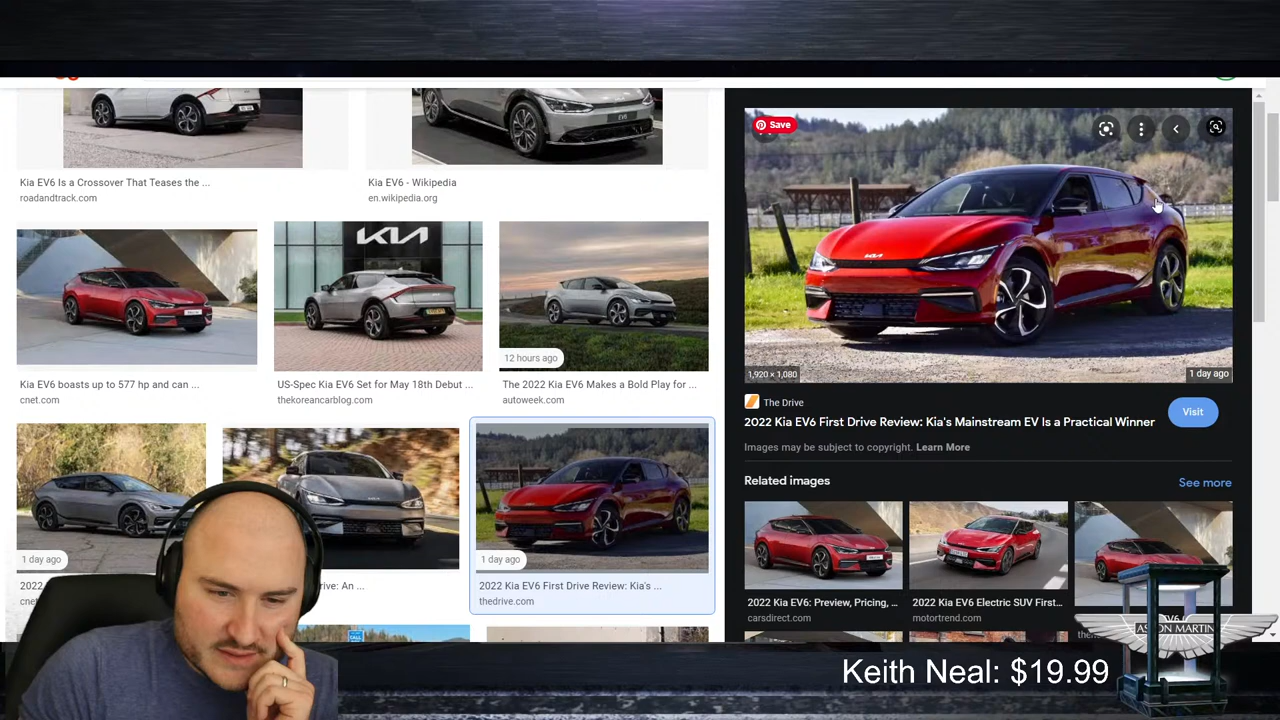 Kia EV6 Is a Crossover That Teases the ...
roadandtrack.com
Kia EV6 - Wikipedia
en.wikipedia.org
KIA
12 hours ago
Kia EV6 boasts up to 577 hp and can ...
cnet.com
US-Spec Kia EV6 Set for May 18th Debut ...
thekoreancarblog.com
The 2022 Kia EV6 Makes a Bold Play for ...
autoweek.com
1 day ago
2022
cnet
rive: An ...
1 day ago
2022 Kia EV6 First Drive Review: Kia's ...
thedrive.com
Save
1,920 × 1,080
1 day ago
The Drive
2022 Kia EV6 First Drive Review: Kia's Mainstream EV Is a Practical Winner
Visit
Images may be subject to copyright. Learn More
Related images
See more
2022 Kia EV6: Preview, Pricing, ...
carsdirect.com
2022 Kia EV6 Electric SUV First...
motortrend.com
ASTON MARTIN
Keith Neal: $19.99